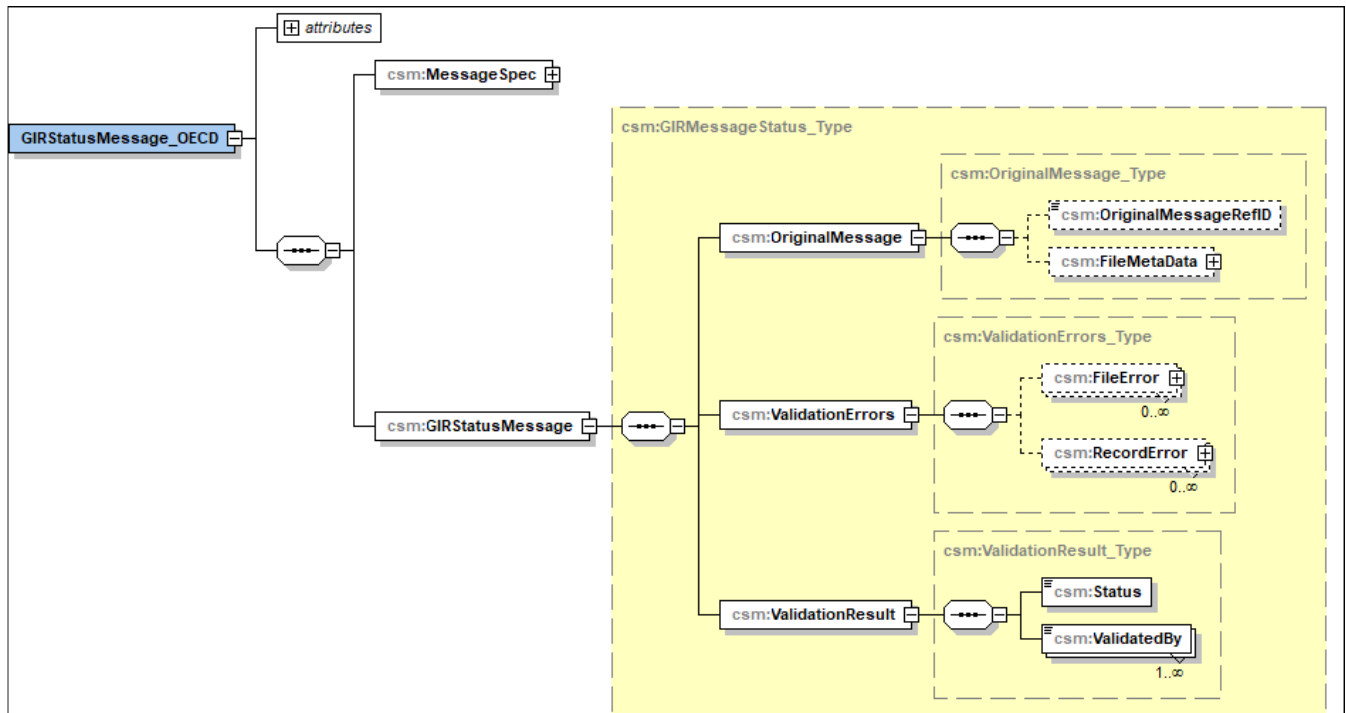 attributes
csm:MessageSpec
GIRStatusMessage_OECD
csm:GIRMessageStatus_Type
csm:OriginalMessage_Type
csm:OriginalMessageRefID
csm:OriginalMessage
csm:FileMetaData
csm:ValidationErrors_Type
csm:FileError
0..∞
csm:ValidationErrors
csm:GIRStatusMessage
csm:RecordError
0..∞
csm:ValidationResult_Type
csm:Status
csm:ValidationResult
csm:ValidatedBy
1..∞